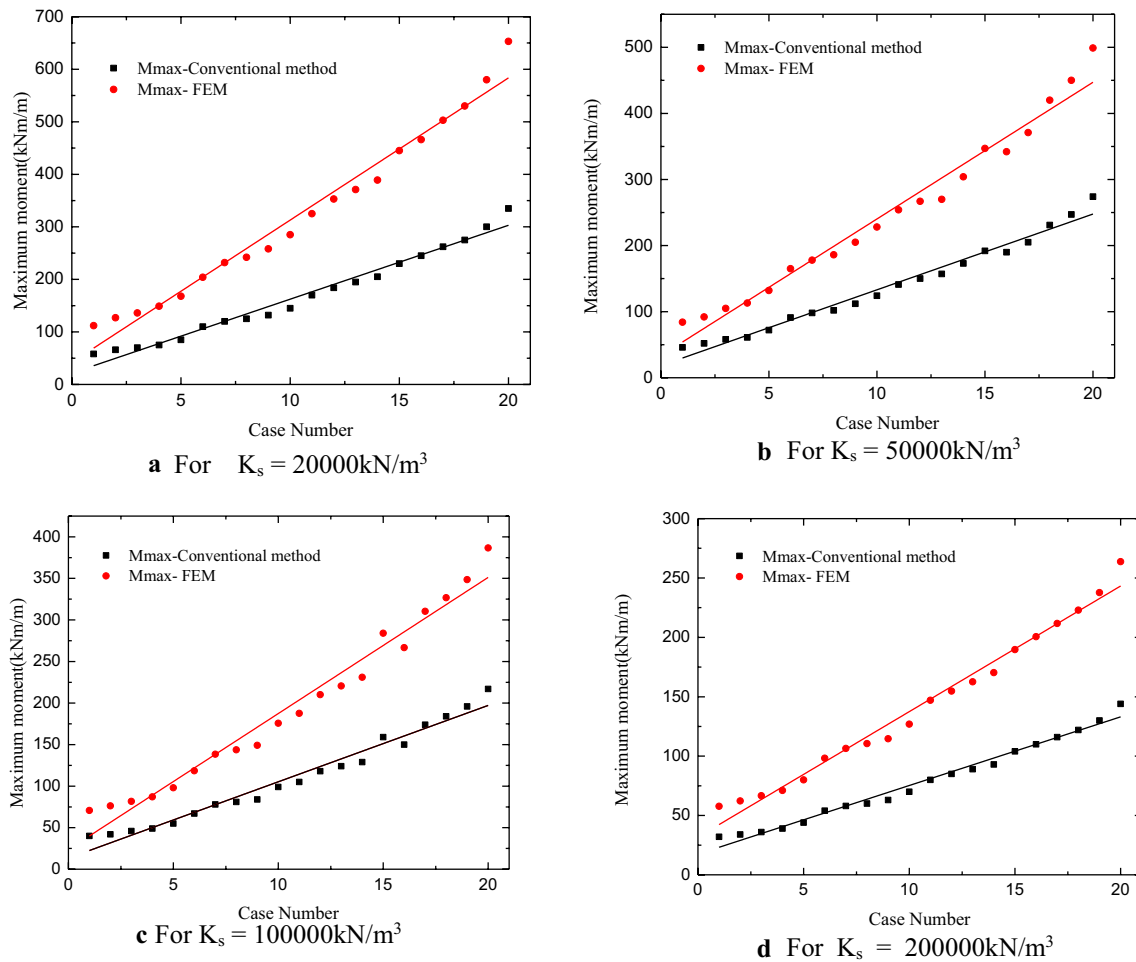 700
600
500
400
300
200
100
0
Maximum moment(kNm/m)
Mmax-Conventional method
Mmax- FEM
0 5 10 15 20
Case Number
a For Ks = 20000kN/m3
500
400
300
200
100
0
Maximum moment(kNm/m)
Mmax-Conventional method
Mmax- FEM
0 5 10 15 20
Case Number
b For Ks = 50000kN/m3
400
350
300
250
200
150
100
50
0
Maximum moment(kNm/m)
Mmax-Conventional method
Mmax- FEM
0 5 10 15 20
Case Number
c For Ks = 100000kN/m3
300
250
200
150
100
50
0
Maximum moment(kNm/m)
Mmax-Conventional method
Mmax- FEM
0 5 10 15 20
Case Number
d For Ks = 200000kN/m3